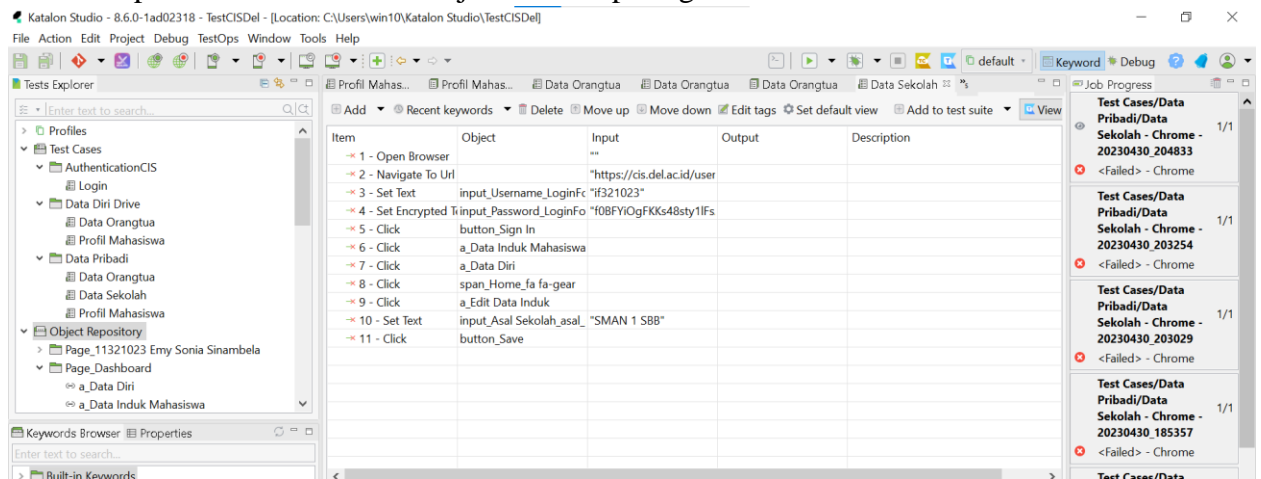 Katalon Studio - 8.6.0-1ad02318 - TestCISDel - [Location: C:\Users\win10\Katalon Studio\TestCISDel]
File Action Edit Project Debug TestOps Window Tools Help
default
Keyword
Debug
Tests Explorer
Enter text to search...
Profiles
Test Cases
AuthenticationCIS
Login
Data Diri Drive
Data Orangtua
Profil Mahasiswa
Data Pribadi
Data Orangtua
Data Sekolah
Profil Mahasiswa
Object Repository
Page_11321023 Emy Sonia Sinambela
Page_Dashboard
a_Data Diri
a_Data Induk Mahasiswa
Keywords Browser Properties
Enter text to search...
Built-in Keywords
Profil Mahas... Profil Mahas... Data Orangtua Data Orangtua Data Orangtua Data Sekolah
Add Recent keywords Delete Move up Move down Edit tags Set default view Add to test suite View
Item Object Input Output Description
1 - Open Browser ""
2 - Navigate To Url "https://cis.del.ac.id/user
3 - Set Text input_Username_LoginFo "if321023"
4 - Set Encrypted Te input_Password_LoginFo "f0BFYiOgFKKs48sty1lFs
5 - Click button_Sign In
6 - Click a_Data Induk Mahasiswa
7 - Click a_Data Diri
8 - Click span_Home_fa fa-gear
9 - Click a_Edit Data Induk
10 - Set Text input_Asal Sekolah_asal_ "SMAN 1 SBB"
11 - Click button_Save
Job Progress
Test Cases/Data
Pribadi/Data
Sekolah - Chrome - 1/1
20230430_204833
<Failed> - Chrome
Test Cases/Data
Pribadi/Data
Sekolah - Chrome - 1/1
20230430_203254
<Failed> - Chrome
Test Cases/Data
Pribadi/Data
Sekolah - Chrome - 1/1
20230430_203029
<Failed> - Chrome
Test Cases/Data
Pribadi/Data
Sekolah - Chrome - 1/1
20230430_185357
<Failed> - Chrome
Test Cases/Data